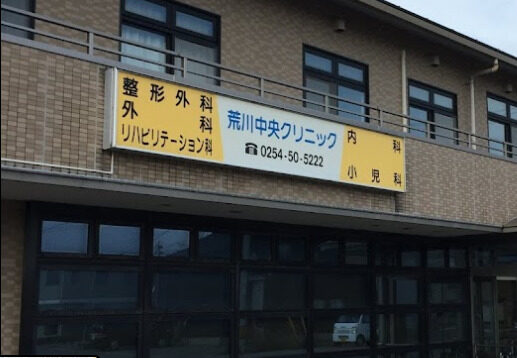 整形外科
外科
リハビリテーション科
荒川中央クリニック
☎0254-50-5222
内科
小児科